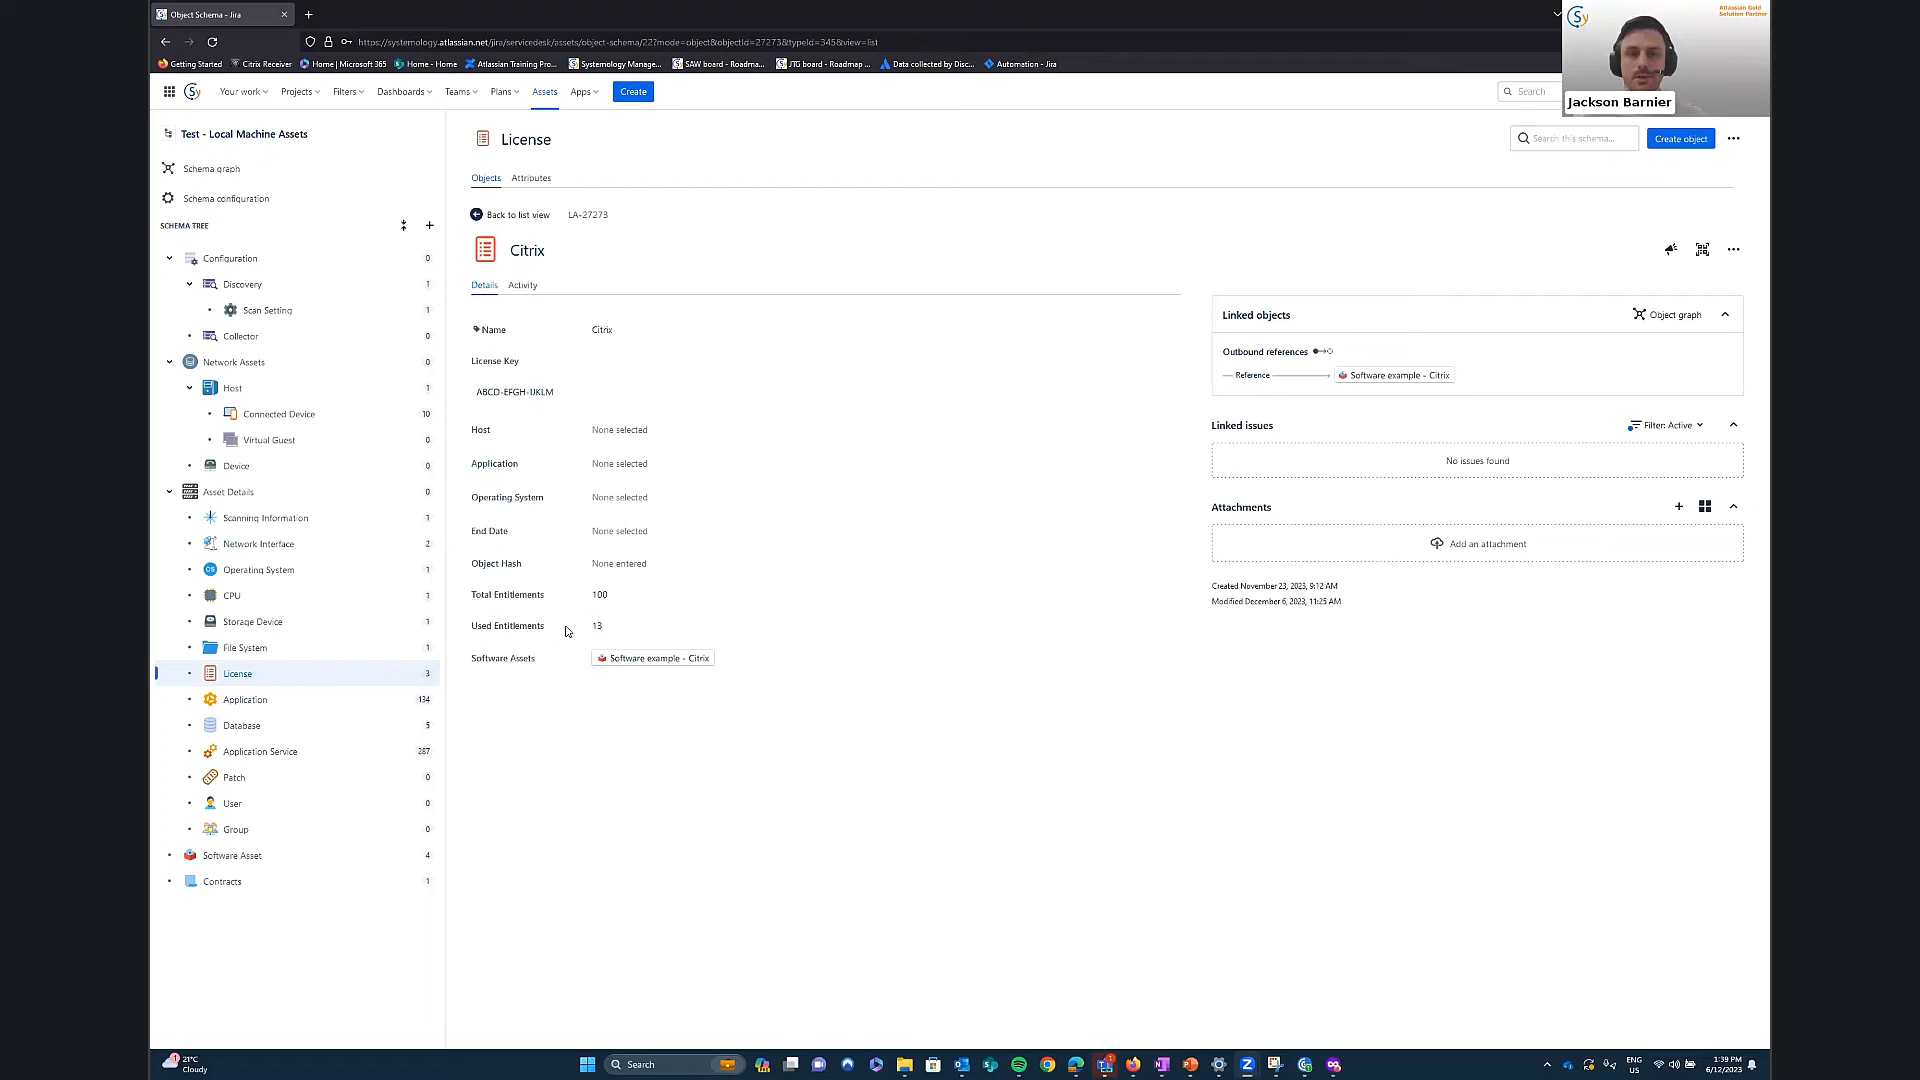 Object Schema - Jira
https://systemology.atlassian.net/jira/servicedesk/assets/object-schema/22?mode=object&objectId=27273&typeId=345&view=list
Getting Started
Citrix Receiver
Home | Microsoft 365
Home - Home
Atlassian Training Pro...
Systemology Manage...
SAW board - Roadma...
JTG board - Roadmap ...
Data collected by Disc...
Automation - Jira
Atlassian Gold
Solution Partner
Jackson Barnier
Your work
Projects
Filters
Dashboards
Teams
Plans
Assets
Apps
Create
Search
Test - Local Machine Assets
Schema graph
Schema configuration
SCHEMA TREE
Configuration 0
Discovery 1
Scan Setting 1
Collector 0
Network Assets 0
Host 1
Connected Device 10
Virtual Guest 0
Device 0
Asset Details 0
Scanning Information 1
Network Interface 2
Operating System 1
CPU 1
Storage Device 1
File System 1
License 3
Application 134
Database 5
Application Service 287
Patch 0
User 0
Group 0
Software Asset 4
Contracts 1
License
Search this schema...
Create object
Objects
Attributes
Back to list view
LA-27273
Citrix
Details
Activity
Name Citrix
License Key
ABCD-EFGH-IJKLM
Host None selected
Application None selected
Operating System None selected
End Date None selected
Object Hash None entered
Total Entitlements 100
Used Entitlements 13
Software Assets Software example - Citrix
Linked objects
Object graph
Outbound references
Reference
Software example - Citrix
Linked issues
Filter: Active
No issues found
Attachments
Add an attachment
Created November 23, 2023, 9:12 AM
Modified December 6, 2023, 11:25 AM
21°C
Cloudy
Search
ENG
US
1:39 PM
6/12/2023